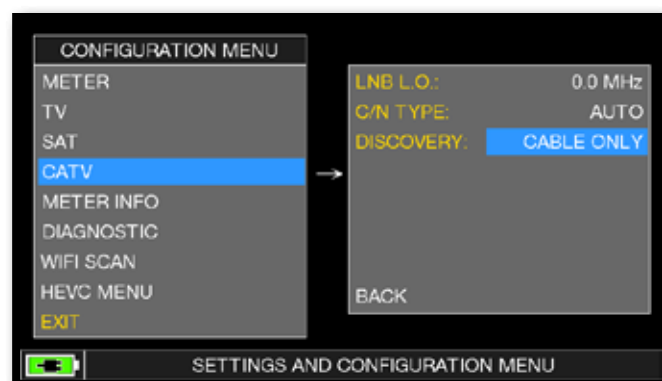 CONFIGURATION MENU
METER
TV
SAT
CATV
METER INFO
DIAGNOSTIC
WIFI SCAN
HEVC MENU
EXIT
LNB L.O.: 0.0 MHz
C/N TYPE: AUTO
DISCOVERY: CABLE ONLY
BACK
SETTINGS AND CONFIGURATION MENU